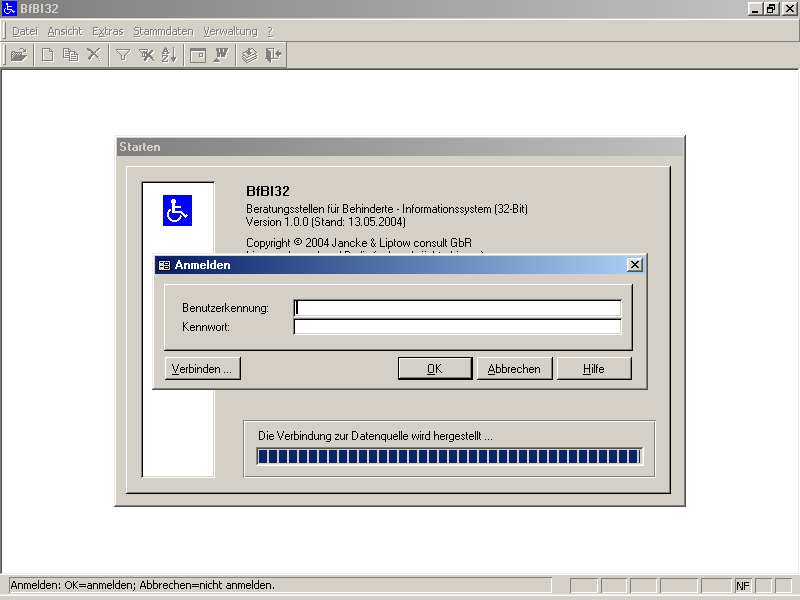 BfBI32
Datei Ansicht Extras Stammdaten Verwaltung ?
Starten
BfBI32
Beratungsstellen für Behinderte - Informationssystem (32-Bit)
Version 1.0.0 (Stand: 13.05.2004)
Copyright © 2004 Jancke & Liptow consult GbR
Anmelden
Benutzerkennung:
Kennwort:
Verbinden ... OK Abbrechen Hilfe
Die Verbindung zur Datenquelle wird hergestellt ...
Anmelden: OK=anmelden; Abbrechen=nicht anmelden.
NF